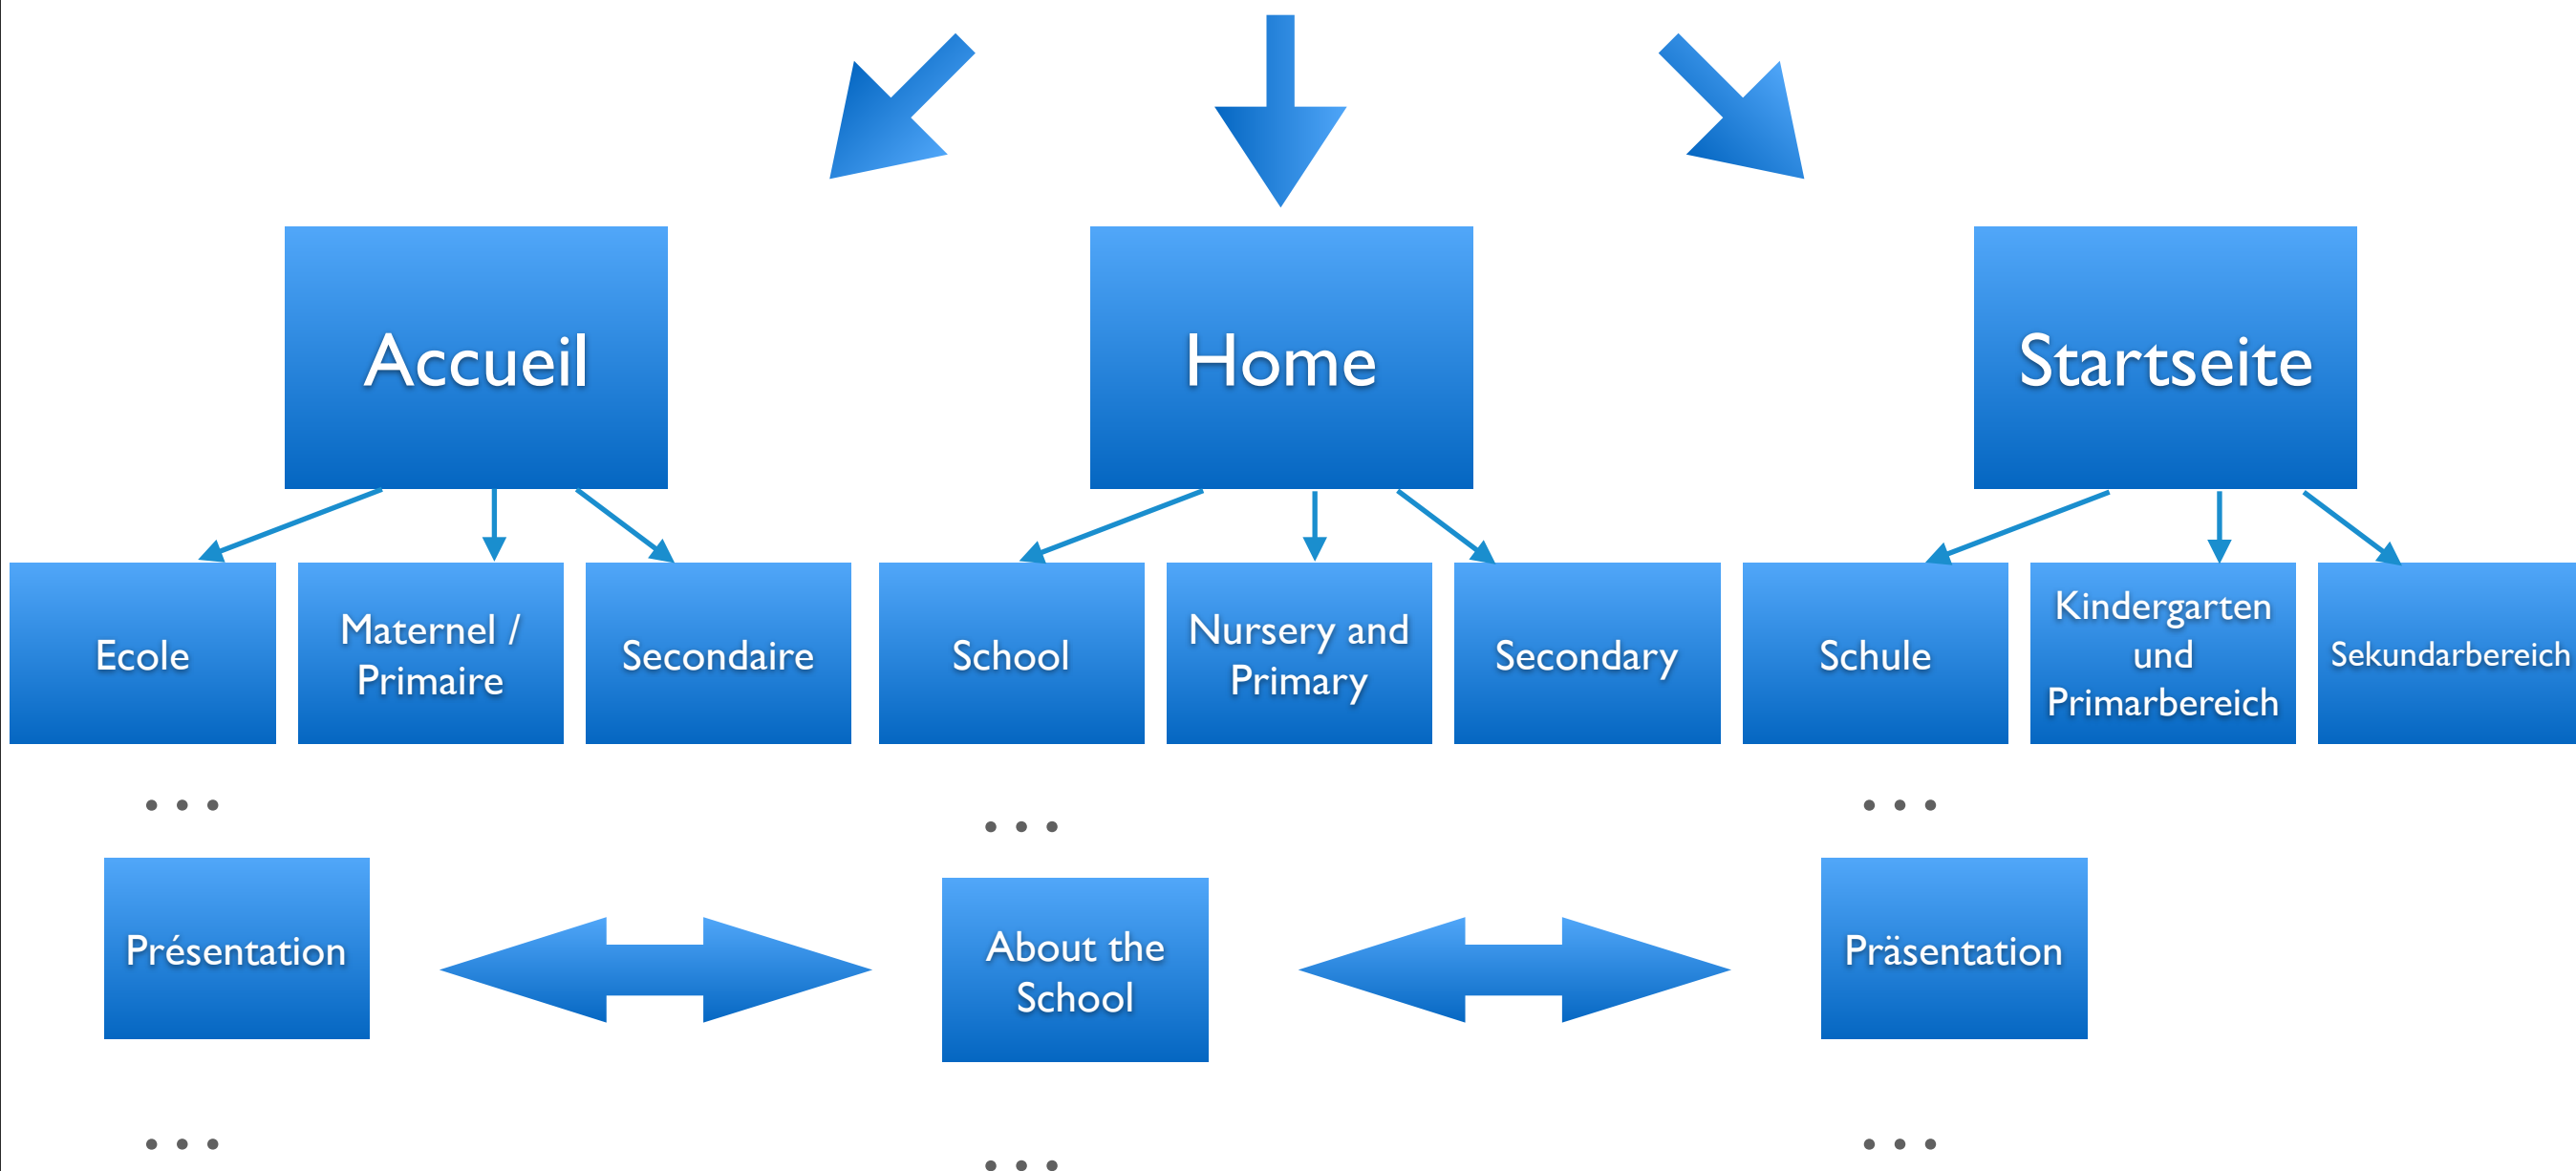 Accueil
Home
Startseite
Ecole
Maternel /
Primaire
Secondaire
School
Nursery and
Primary
Secondary
Schule
Kindergarten
und
Primarbereich
Sekundarbereich
...
...
...
Présentation
About the
School
Präsentation
...
...
...